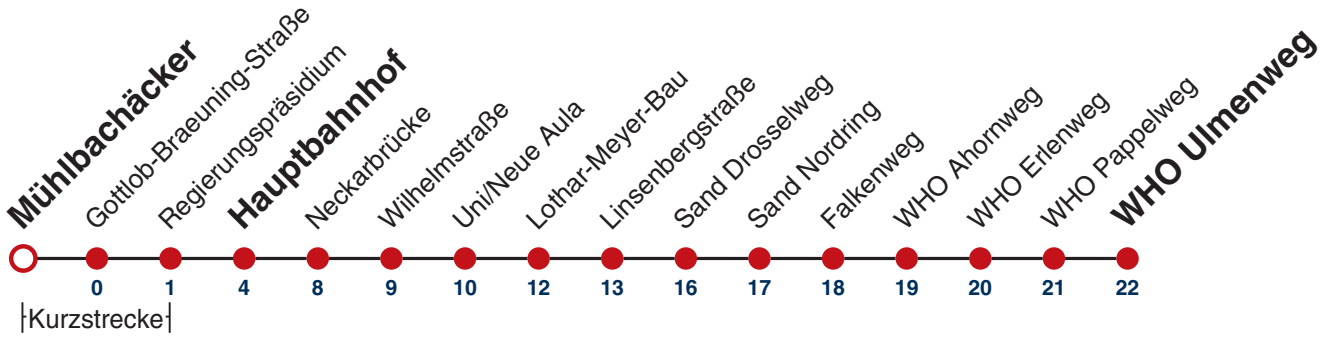 Mühlbachäcker
Gottlob-Braeuning-Straße
Regierungspräsidium
Hauptbahnhof
Neckarbrücke
Wilhelmstraße
Uni/Neue Aula
Lothar-Meyer-Bau
Linsenbergstraße
Sand Drosselweg
Sand Nordring
Falkenweg
WHO Ahornweg
WHO Erlenweg
WHO Pappelweg
WHO Ulmenweg
0 1 4 8 9 10 12 13 16 17 18 19 20 21 22
Kurzstrecke